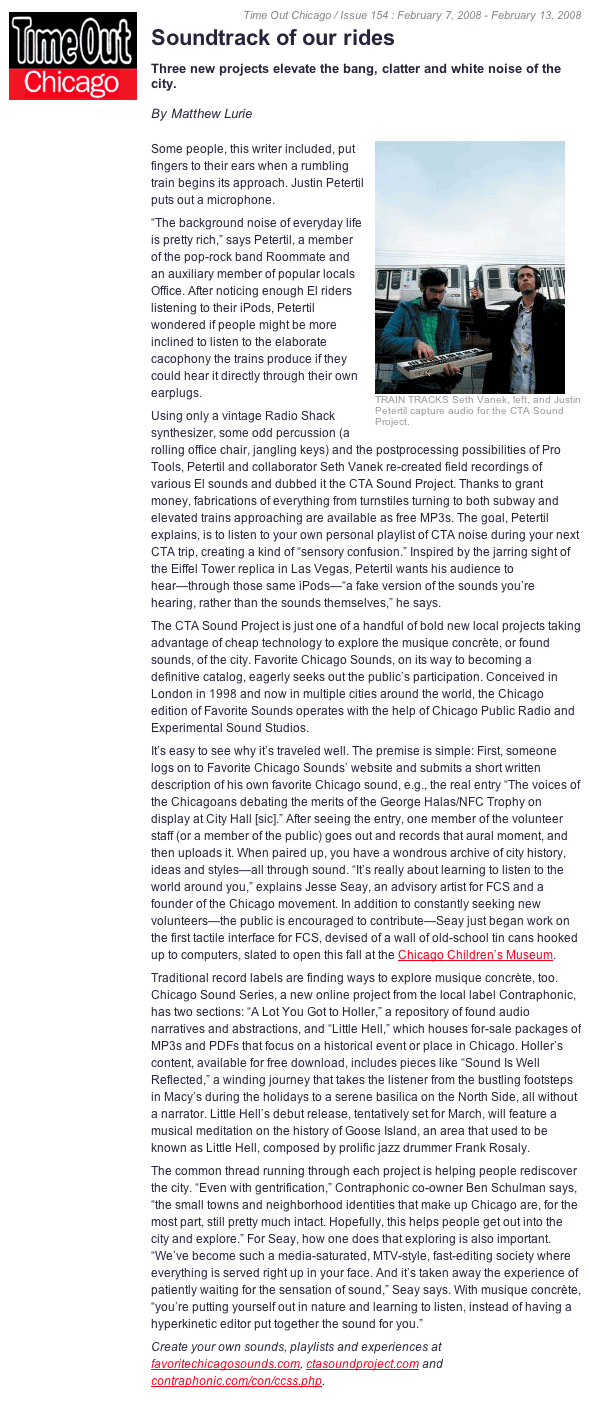 Time Out Chicago / Issue 154 : February 7, 2008 - February 13, 2008
TimeOut
Chicago
Soundtrack of our rides
Three new projects elevate the bang, clatter and white noise of the
city.
By Matthew Lurie
Some people, this writer included, put
fingers to their ears when a rumbling
train begins its approach. Justin Petertil
puts out a microphone.
“The background noise of everyday life
is pretty rich,” says Petertil, a member
of the pop-rock band Roommate and
an auxiliary member of popular locals
Office. After noticing enough El riders
listening to their iPods, Petertil
wondered if people might be more
inclined to listen to the elaborate
cacophony the trains produce if they
could hear it directly through their own
earplugs.
TRAIN TRACKS Seth Vanek, left, and Justin
Petertil capture audio for the CTA Sound
Project.
Using only a vintage Radio Shack
synthesizer, some odd percussion (a
rolling office chair, jangling keys) and the postprocessing possibilities of Pro
Tools, Petertil and collaborator Seth Vanek re-created field recordings of
various El sounds and dubbed it the CTA Sound Project. Thanks to grant
money, fabrications of everything from turnstiles turning to both subway and
elevated trains approaching are available as free MP3s. The goal, Petertil
explains, is to listen to your own personal playlist of CTA noise during your next
CTA trip, creating a kind of “sensory confusion.” Inspired by the jarring sight of
the Eiffel Tower replica in Las Vegas, Petertil wants his audience to
hear—through those same iPods—“a fake version of the sounds you’re
hearing, rather than the sounds themselves,” he says.
The CTA Sound Project is just one of a handful of bold new local projects taking
advantage of cheap technology to explore the musique concrète, or found
sounds, of the city. Favorite Chicago Sounds, on its way to becoming a
definitive catalog, eagerly seeks out the public’s participation. Conceived in
London in 1998 and now in multiple cities around the world, the Chicago
edition of Favorite Sounds operates with the help of Chicago Public Radio and
Experimental Sound Studios.
It’s easy to see why it’s traveled well. The premise is simple: First, someone
logs on to Favorite Chicago Sounds’ website and submits a short written
description of his own favorite Chicago sound, e.g., the real entry “The voices of
the Chicagoans debating the merits of the George Halas/NFC Trophy on
display at City Hall [sic].” After seeing the entry, one member of the volunteer
staff (or a member of the public) goes out and records that aural moment, and
then uploads it. When paired up, you have a wondrous archive of city history,
ideas and styles—all through sound. “It’s really about learning to listen to the
world around you,” explains Jesse Seay, an advisory artist for FCS and a
founder of the Chicago movement. In addition to constantly seeking new
volunteers—the public is encouraged to contribute—Seay just began work on
the first tactile interface for FCS, devised of a wall of old-school tin cans hooked
up to computers, slated to open this fall at the Chicago Children’s Museum.
Traditional record labels are finding ways to explore musique concrète, too.
Chicago Sound Series, a new online project from the local label Contraphonic,
has two sections: “A Lot You Got to Holler,” a repository of found audio
narratives and abstractions, and “Little Hell,” which houses for-sale packages of
MP3s and PDFs that focus on a historical event or place in Chicago. Holler’s
content, available for free download, includes pieces like “Sound Is Well
Reflected,” a winding journey that takes the listener from the bustling footsteps
in Macy’s during the holidays to a serene basilica on the North Side, all without
a narrator. Little Hell’s debut release, tentatively set for March, will feature a
musical meditation on the history of Goose Island, an area that used to be
known as Little Hell, composed by prolific jazz drummer Frank Rosaly.
The common thread running through each project is helping people rediscover
the city. “Even with gentrification,” Contraphonic co-owner Ben Schulman says,
“the small towns and neighborhood identities that make up Chicago are, for the
most part, still pretty much intact. Hopefully, this helps people get out into the
city and explore.” For Seay, how one does that exploring is also important.
“We’ve become such a media-saturated, MTV-style, fast-editing society where
everything is served right up in your face. And it’s taken away the experience of
patiently waiting for the sensation of sound,” Seay says. With musique concrète,
“you’re putting yourself out in nature and learning to listen, instead of having a
hyperkinetic editor put together the sound for you.”
Create your own sounds, playlists and experiences at
favoritechicagosounds.com, ctasoundproject.com and
contraphonic.com/con/ccss.php.